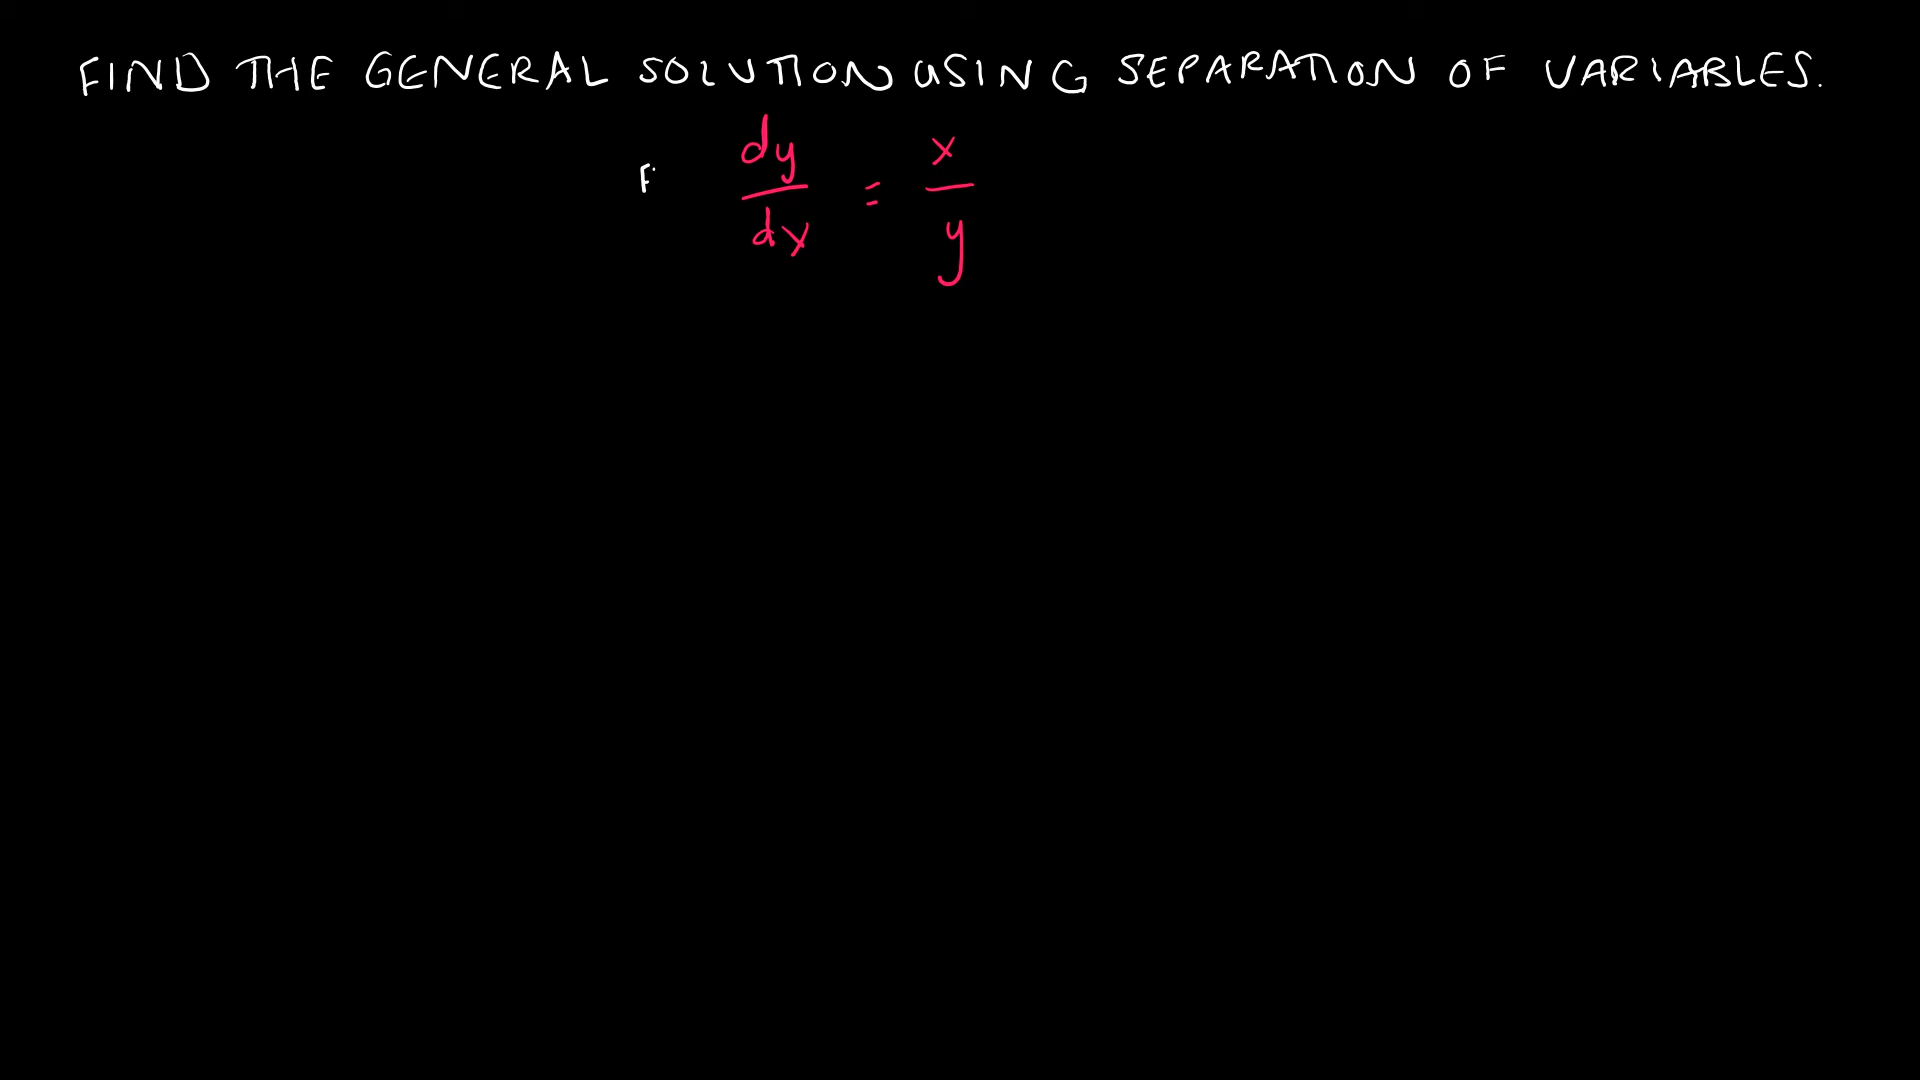 FIND THE GENERAL SOLUTION USING SEPARATION OF VARIABLES.
F dy/dx = x/y